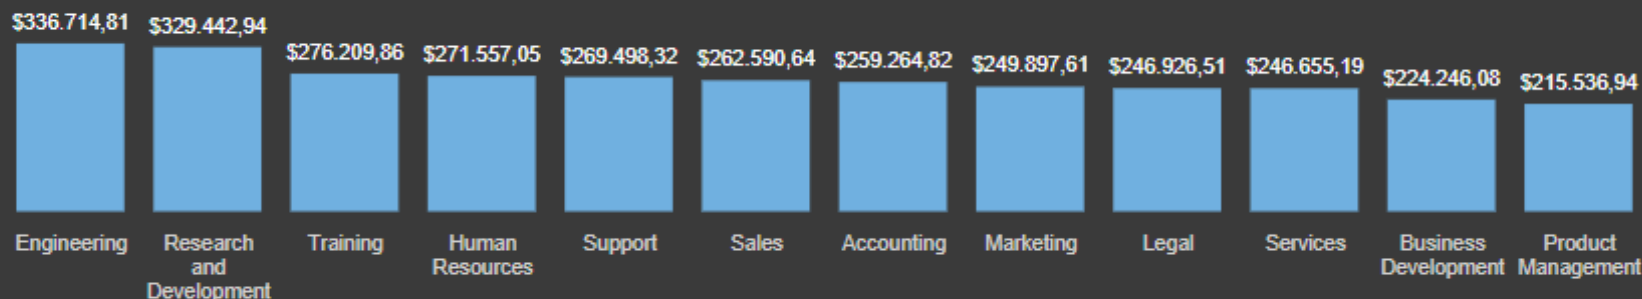 $336.714,81
$329.442,94
$276.209,86
$271.557,05
$269.498,32
$262.590,64
$259.264,82
$249.897,61
$246.926,51
$246.655,19
$224.246,08
$215.536,94
Engineering
Research
and
Development
Training
Human
Resources
Support
Sales
Accounting
Marketing
Legal
Services
Business
Development
Product
Management